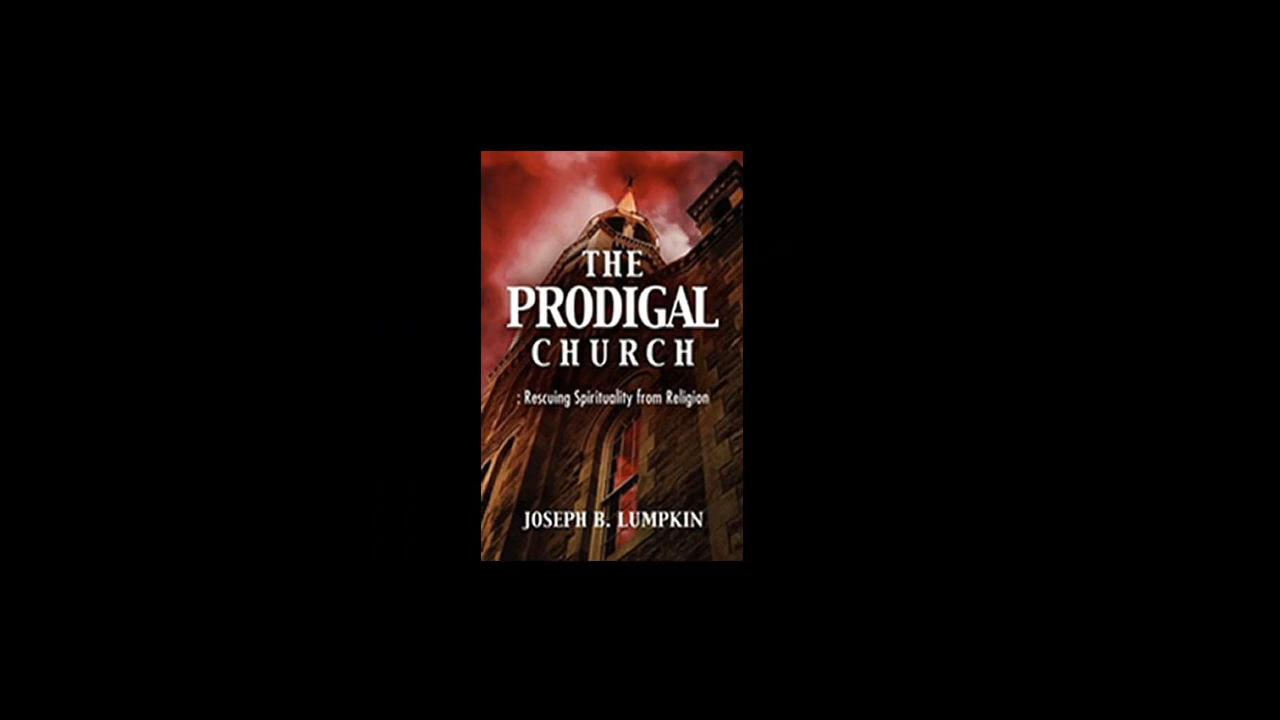 THE
PRODIGAL
CHURCH
: Rescuing Spirituality from Religion
JOSEPH B. LUMPKIN